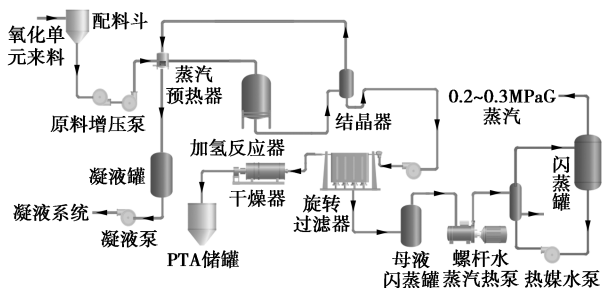 配料斗
氧化单
元来料
蒸汽
预热器
原料增压泵
结晶器
0.2~0.3MPaG
蒸汽
闪
蒸
罐
凝液罐
加氢反应器
干燥器
旋转
过滤器
凝液系统
凝液泵
PTA储罐
母液
闪蒸罐
螺杆水
蒸汽热泵
热媒水泵